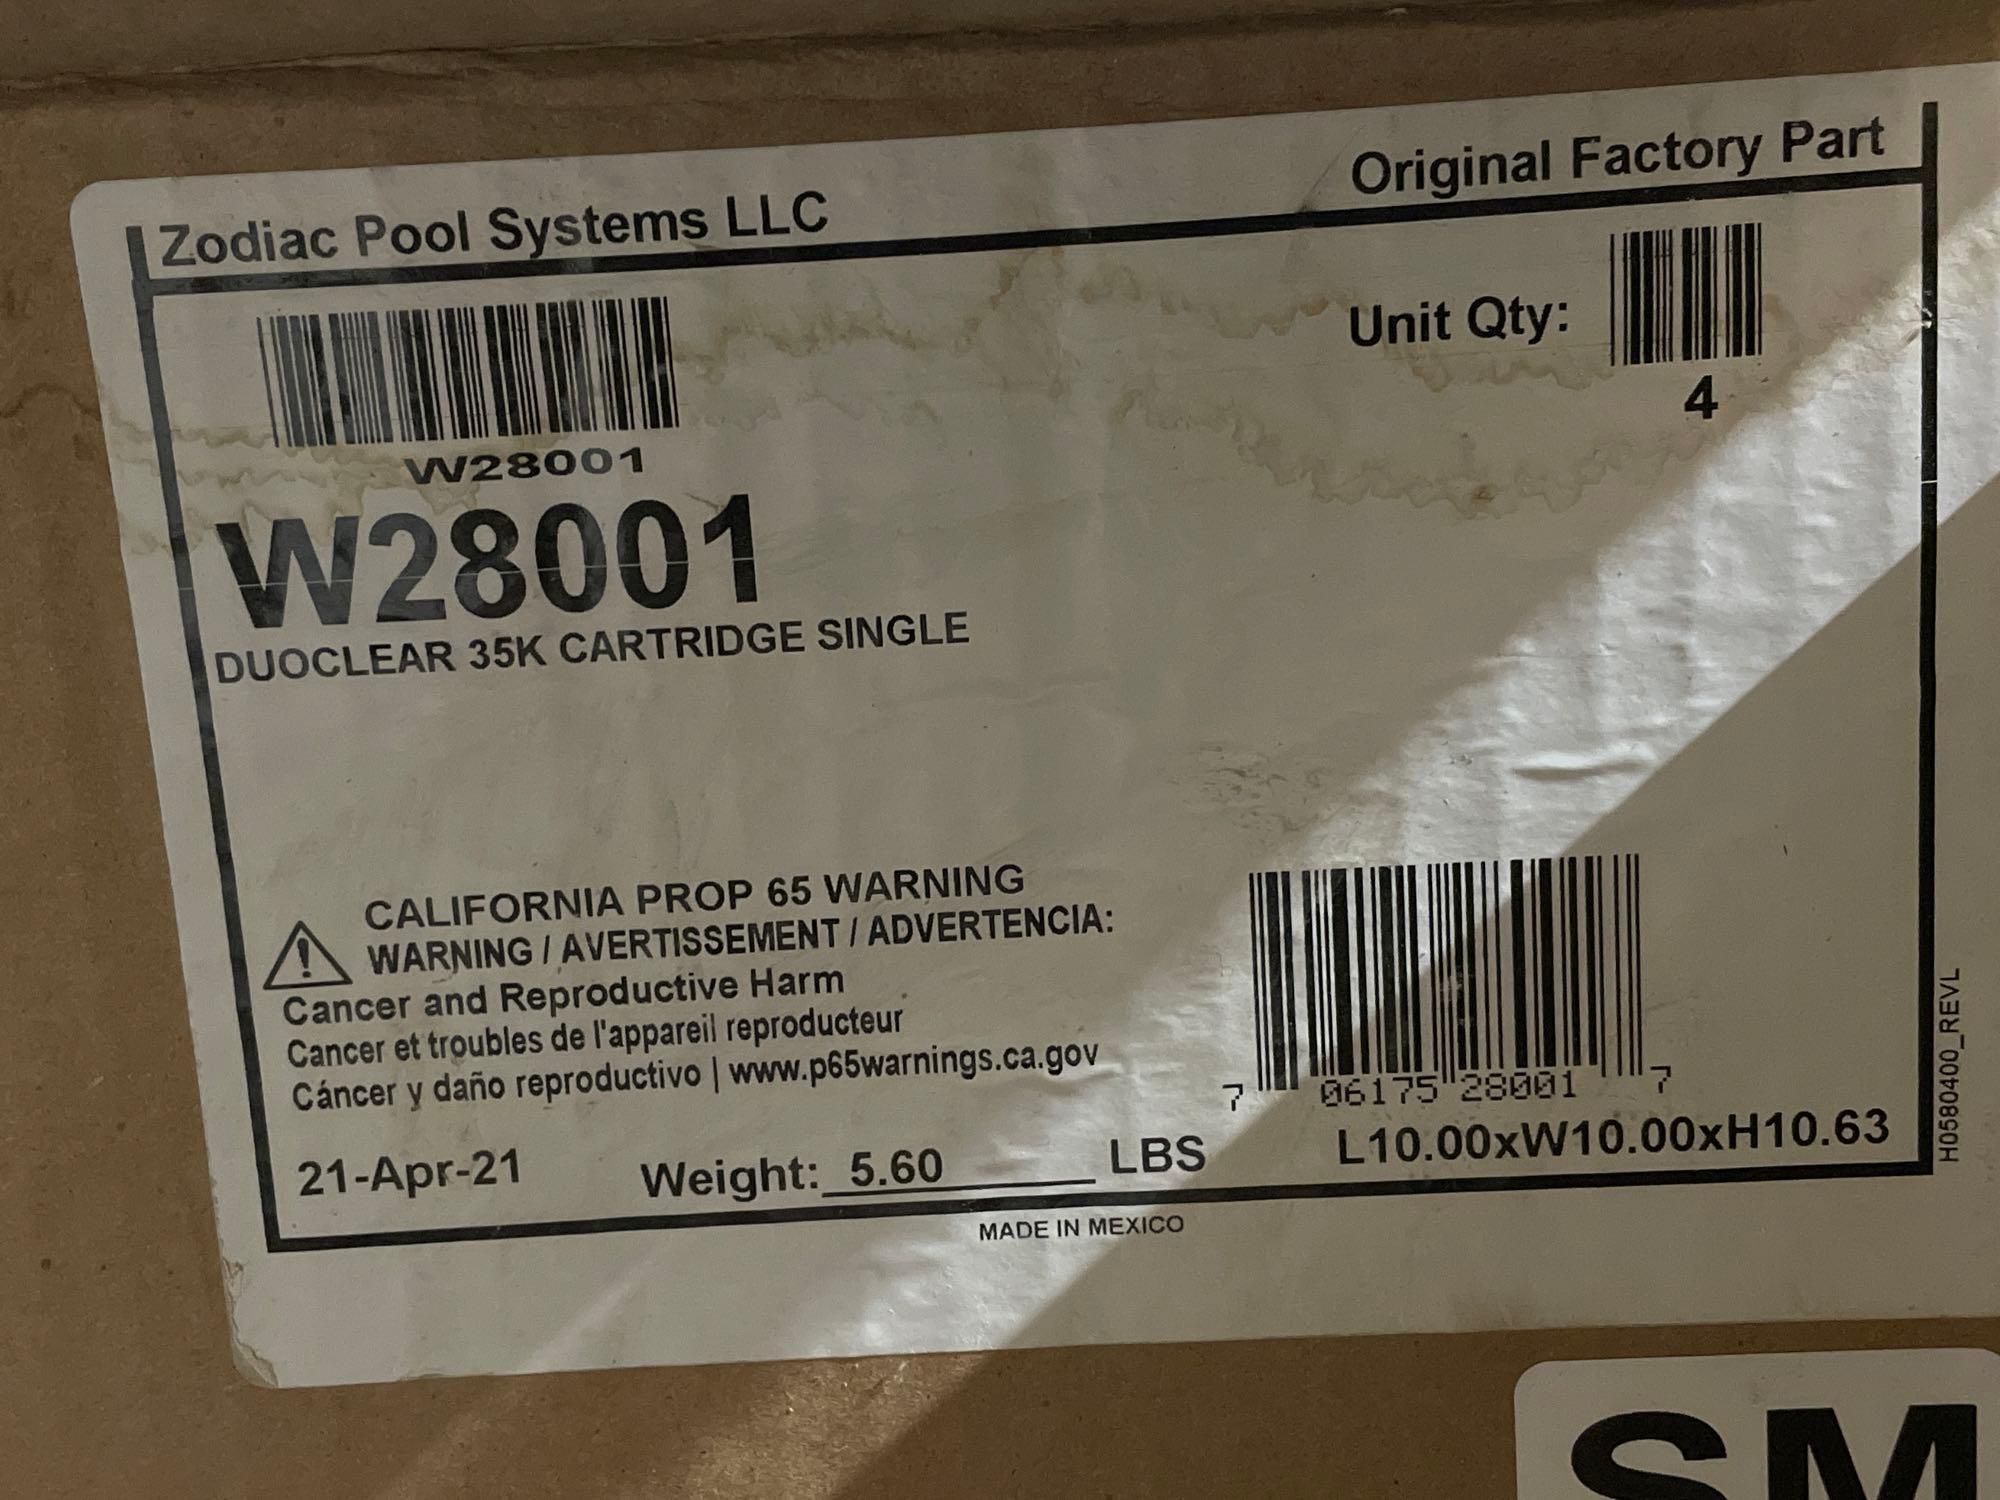 Zodiac Pool Systems LLC
Original Factory Part
W28001
Unit Qty:
4
W28001
DUOCLEAR 35K CARTRIDGE SINGLE
CALIFORNIA PROP 65 WARNING
WARNING / AVERTISSEMENT / ADVERTENCIA:
Cancer and Reproductive Harm
Cancer et troubles de l'appareil reproducteur
Cáncer y daño reproductivo | www.p65warnings.ca.gov
7 06175 28001 7
21-Apr-21
Weight: 5.60 LBS
L10.00xW10.00xH10.63
MADE IN MEXICO
H0580400_REVL
SM